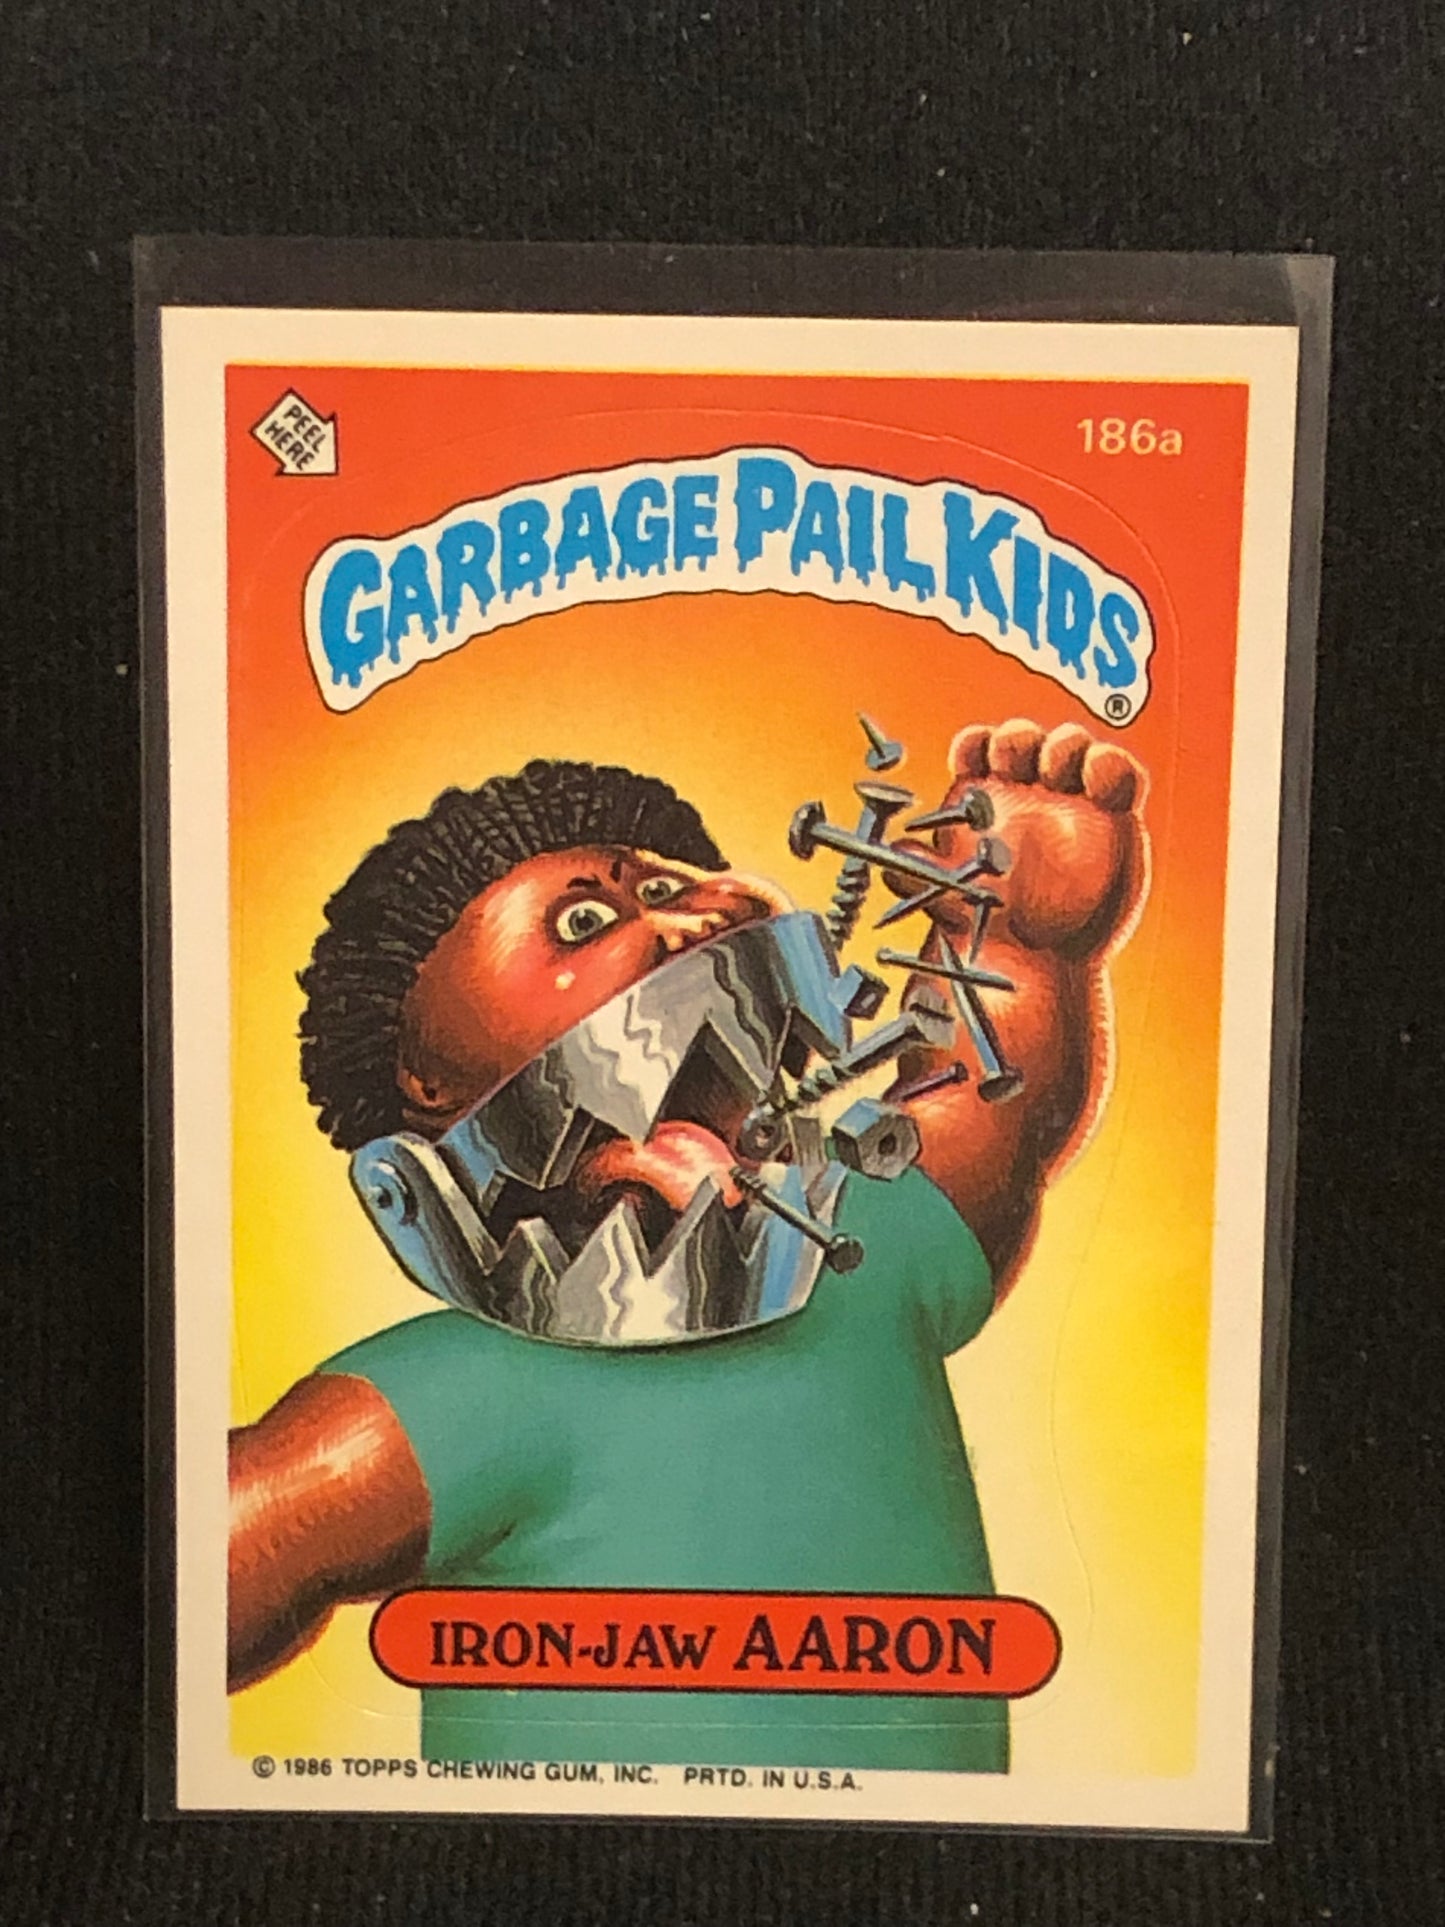 PEEL
HERE
186a
GARBAGE PAIL KIDS
®
IRON-JAW AARON
© 1986 TOPPS CHEWING GUM, INC. PRTD. IN U.S.A.